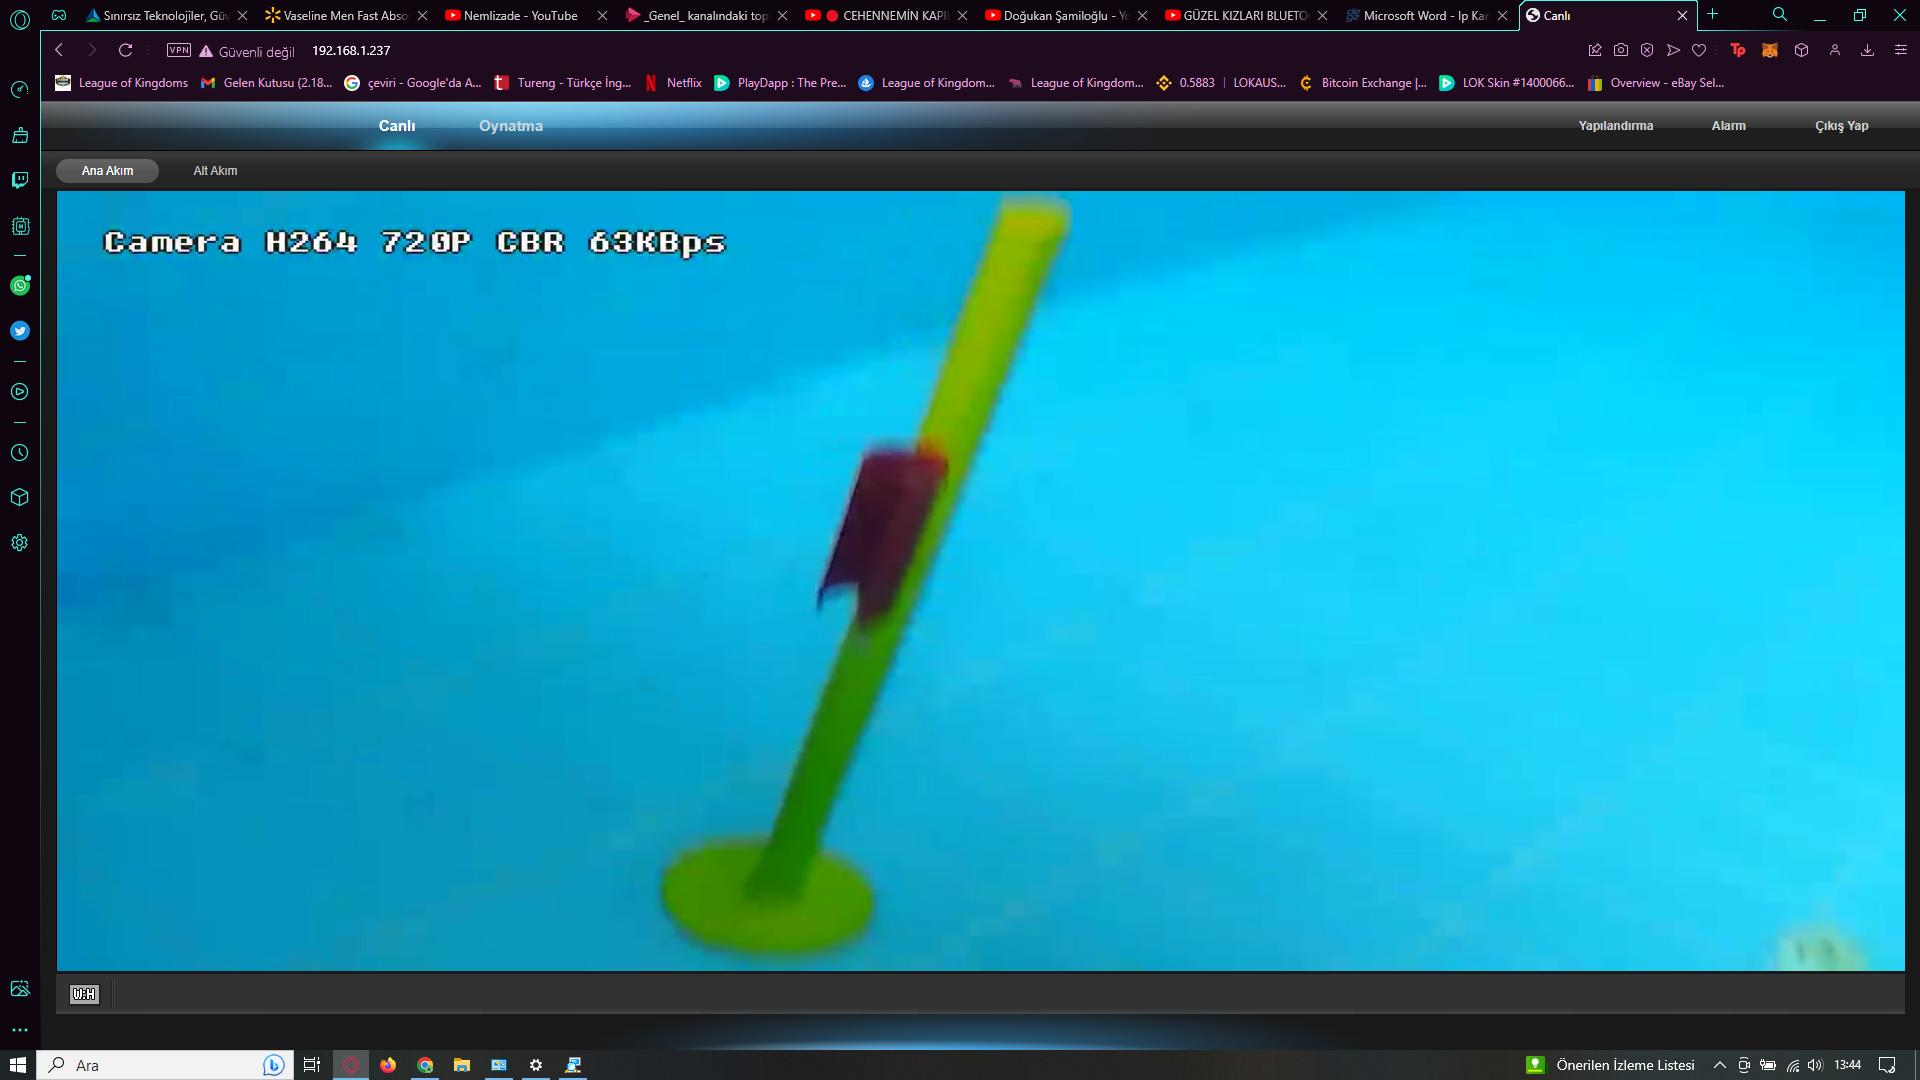 Sınırsız Teknolojiler, Güv
Vaseline Men Fast Abso
Nemlizade - YouTube
_Genel_ kanalındaki top
CEHENNEMİN KAPI
Doğukan Şamiloğlu - Yo
GÜZEL KIZLARI BLUETO
Microsoft Word - Ip Kam
Canlı
VPN
Güvenli değil
192.168.1.237
Tp
League of Kingdoms
Gelen Kutusu (2.18...
çeviri - Google'da A...
Tureng - Türkçe İng...
Netflix
PlayDapp : The Pre...
League of Kingdom...
League of Kingdom...
0.5883 | LOKAUS...
Bitcoin Exchange |...
LOK Skin #1400066...
Overview - eBay Sel...
Canlı
Oynatma
Yapılandırma
Alarm
Çıkış Yap
Ana Akım
Alt Akım
Camera H264 720P CBR 63KBps
W:H
Ara
Önerilen İzleme Listesi
13:44